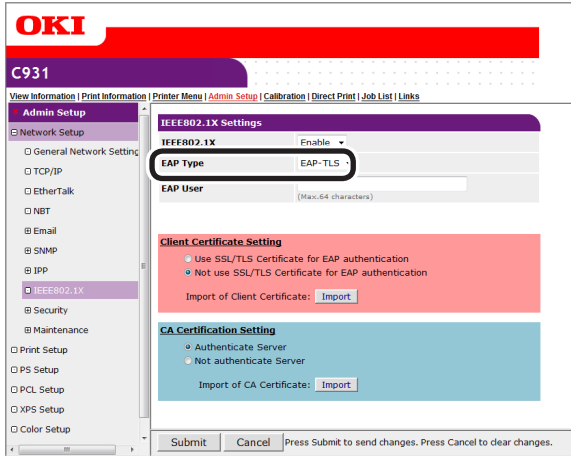 OKI
C931
View Information | Print Information | Printer Menu | Admin Setup | Calibration | Direct Print | Job List | Links
Admin Setup
Network Setup
General Network Setting
TCP/IP
EtherTalk
NBT
Email
SNMP
IPP
IEEE802.1X
Security
Maintenance
Print Setup
PS Setup
PCL Setup
XPS Setup
Color Setup
IEEE802.1X Settings
IEEE802.1X Enable
EAP Type EAP-TLS
EAP User
(Max.64 characters)
Client Certificate Setting
Use SSL/TLS Certificate for EAP authentication
Not use SSL/TLS Certificate for EAP authentication
Import of Client Certificate: Import
CA Certification Setting
Authenticate Server
Not authenticate Server
Import of CA Certificate: Import
Submit Cancel Press Submit to send changes. Press Cancel to clear changes.